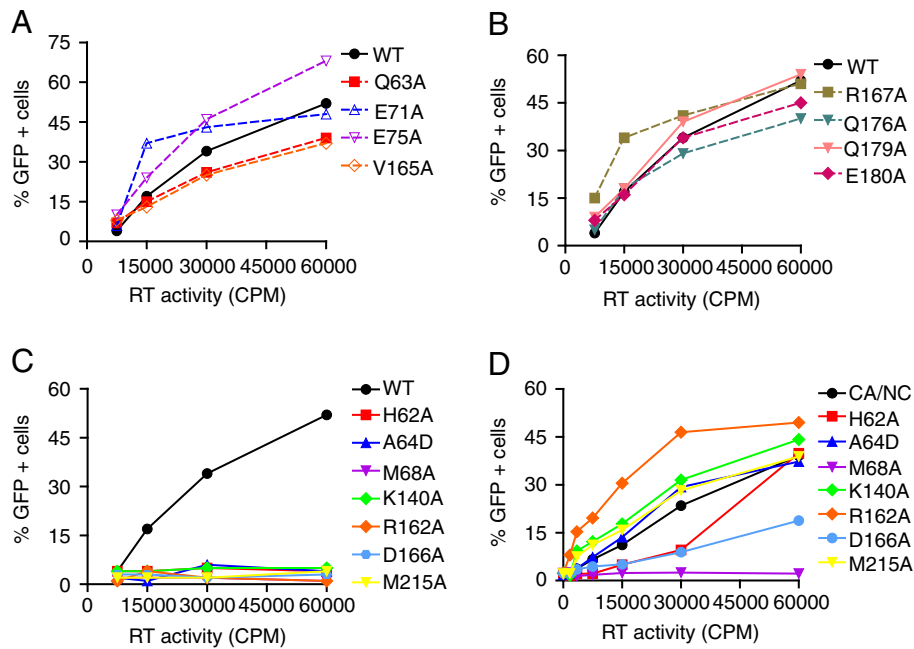 A
% GFP + cells
75
60
45
30
15
0
0 15000 30000 45000 60000
RT activity (CPM)
WT
Q63A
E71A
E75A
V165A
B
% GFP + cells
60
45
30
15
0
0 15000 30000 45000 60000
RT activity (CPM)
WT
R167A
Q176A
Q179A
E180A
C
% GFP + cells
60
45
30
15
0
0 15000 30000 45000 60000
RT activity (CPM)
WT
H62A
A64D
M68A
K140A
R162A
D166A
M215A
D
% GFP + cells
60
45
30
15
0
0 15000 30000 45000 60000
RT activity (CPM)
CA/NC
H62A
A64D
M68A
K140A
R162A
D166A
M215A